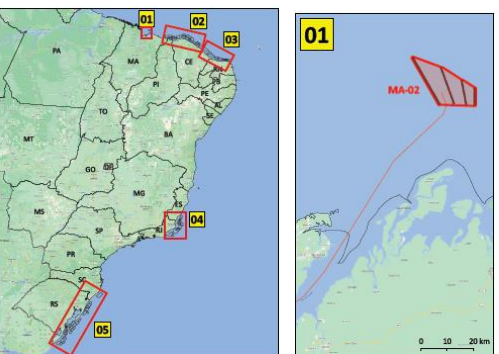 01
02
03
PA
MA
CE
RN
PB
PI
PE
AL
SE
TO
BA
MT
GO
DF
MG
MS
ES
SP
RJ
04
PR
SC
RS
05
01
MA-02
0 10 20 km